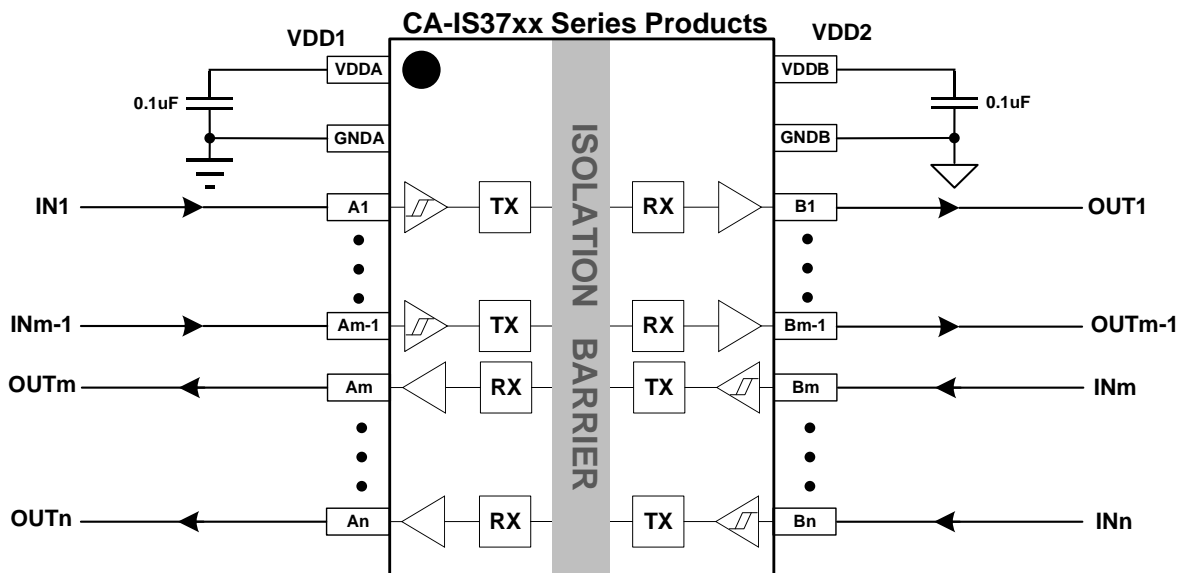 CA-IS37xx Series Products
VDD1
VDD2
VDDA
VDDB
0.1uF
0.1uF
GNDA
GNDB
ISOLATION BARRIER
IN1
A1
TX
RX
B1
OUT1
INm-1
Am-1
TX
RX
Bm-1
OUTm-1
OUTm
Am
RX
TX
Bm
INm
OUTn
An
RX
TX
Bn
INn